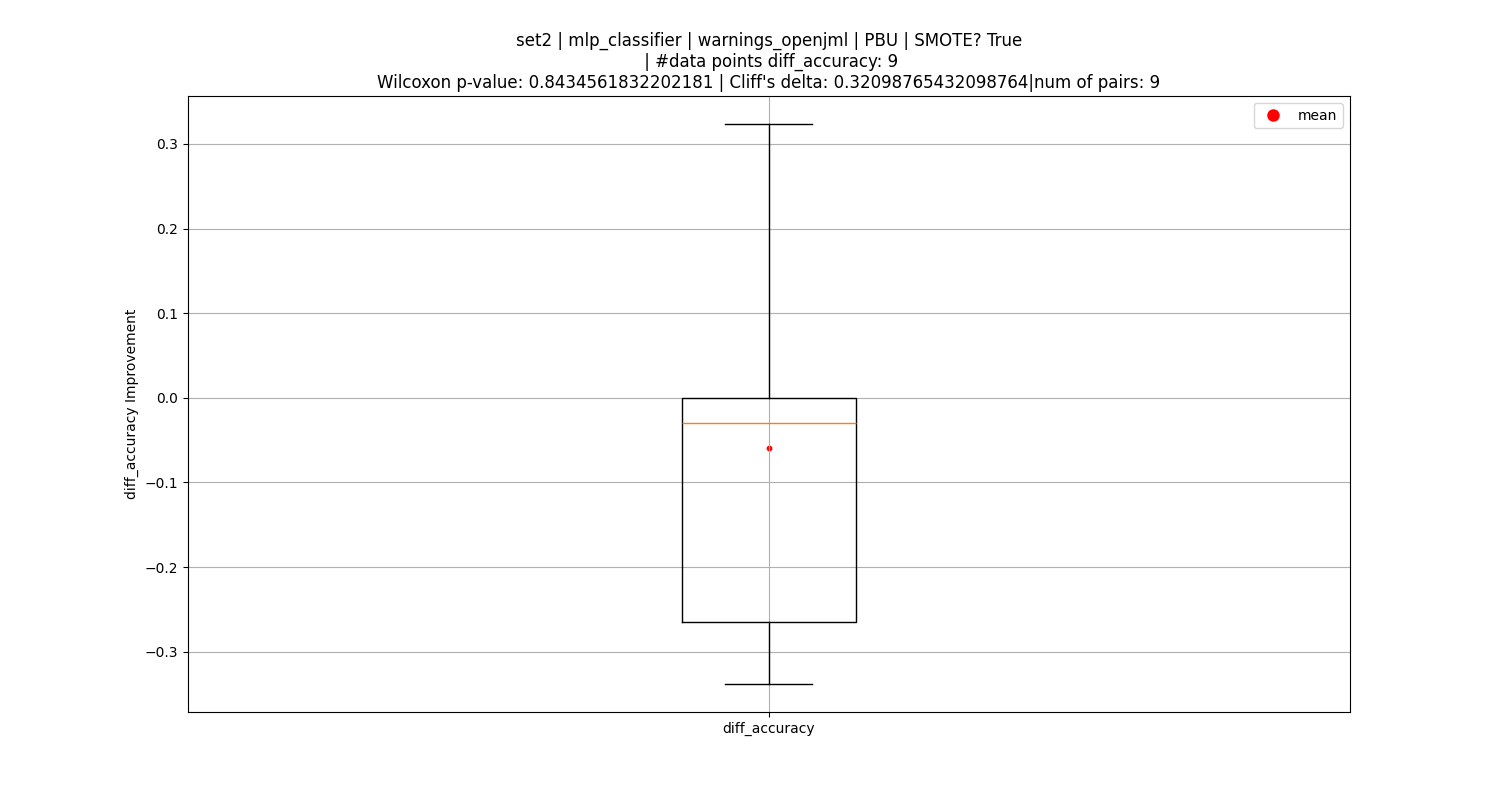 set2 | mlp_classifier | warnings_openjml | PBU | SMOTE? True
| #data points diff_accuracy: 9
Wilcoxon p-value: 0.8434561832202181 | Cliff's delta: 0.32098765432098764|num of pairs: 9
mean
0.3
0.2
0.1
0.0
−0.1
−0.2
−0.3
diff_accuracy Improvement
diff_accuracy